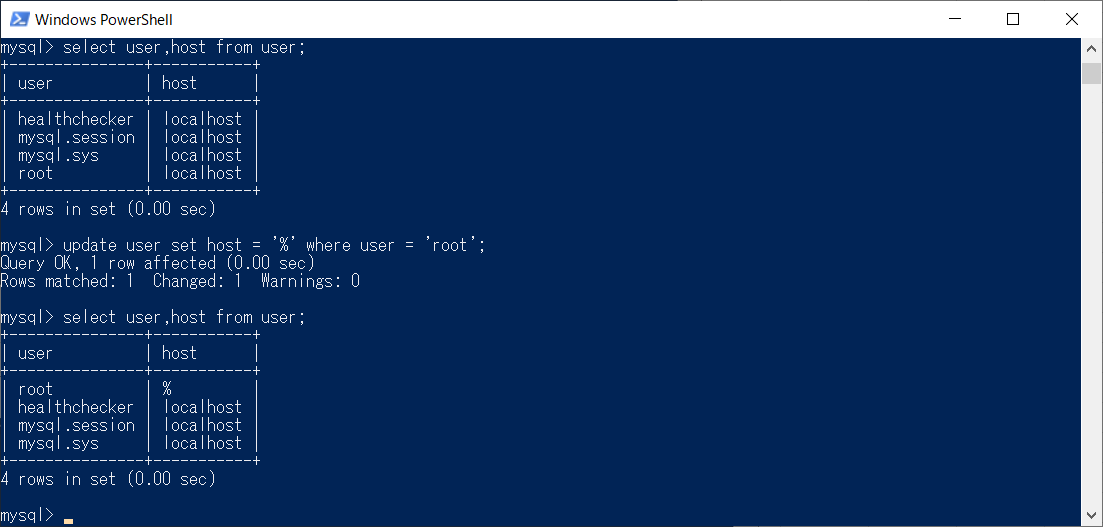 Windows PowerShell
mysql> select user,host from user;
+---------------+-----------+
| user          | host      |
+---------------+-----------+
| healthchecker | localhost |
| mysql.session | localhost |
| mysql.sys     | localhost |
| root          | localhost |
+---------------+-----------+
4 rows in set (0.00 sec)
mysql> update user set host = '%' where user = 'root';
Query OK, 1 row affected (0.00 sec)
Rows matched: 1  Changed: 1  Warnings: 0
mysql> select user,host from user;
+---------------+-----------+
| user          | host      |
+---------------+-----------+
| root          | %         |
| healthchecker | localhost |
| mysql.session | localhost |
| mysql.sys     | localhost |
+---------------+-----------+
4 rows in set (0.00 sec)
mysql>